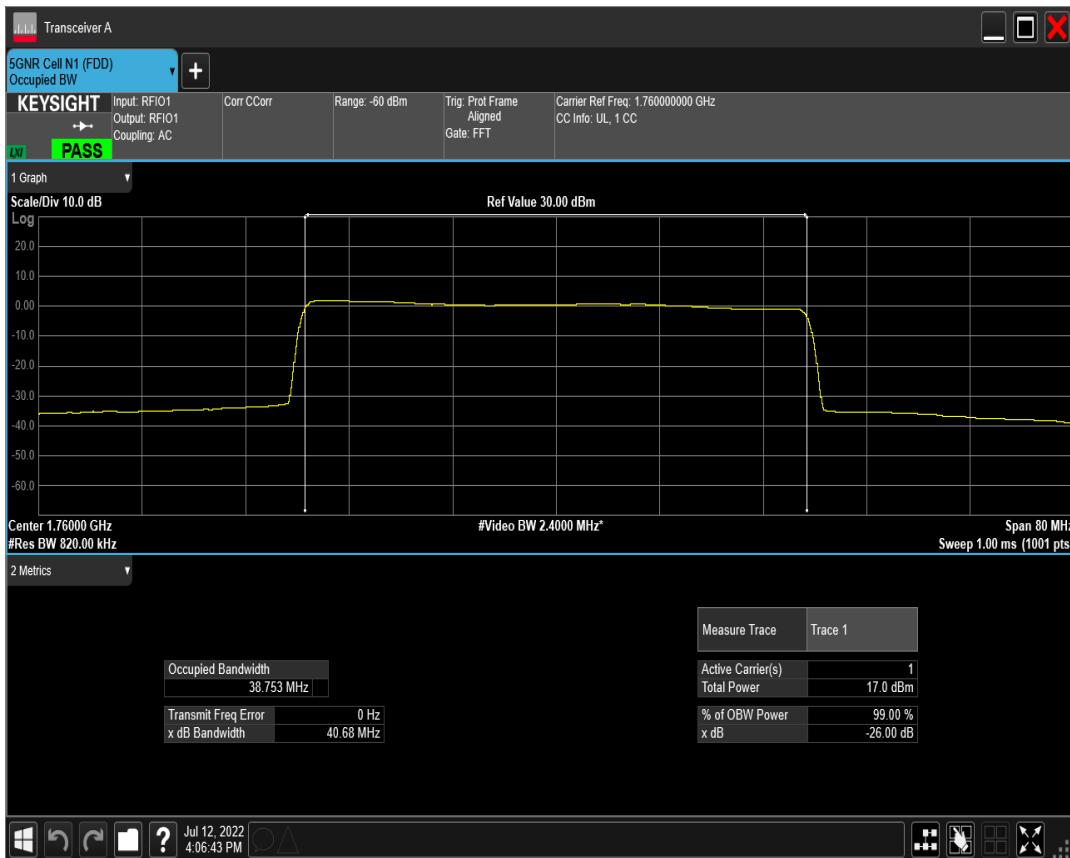 Transceiver A
5GNR Cell N1 (FDD)
Occupied BW
+
KEYSIGHT
LXI
PASS
Input: RFIO1
Output: RFIO1
Coupling: AC
Corr CCorr
Range: -60 dBm
Trig: Prot Frame
Aligned
Gate: FFT
Carrier Ref Freq: 1.760000000 GHz
CC Info: UL, 1 CC
1 Graph
Scale/Div 10.0 dB
Ref Value 30.00 dBm
Log
20.0
10.0
0.00
-10.0
-20.0
-30.0
-40.0
-50.0
-60.0
Center 1.76000 GHz
#Video BW 2.4000 MHz*
Span 80 MHz
#Res BW 820.00 kHz
Sweep 1.00 ms (1001 pts
2 Metrics
Measure Trace Trace 1
Occupied Bandwidth
38.753 MHz
Transmit Freq Error 0 Hz
x dB Bandwidth 40.68 MHz
Active Carrier(s) 1
Total Power 17.0 dBm
% of OBW Power 99.00 %
x dB -26.00 dB
?
Jul 12, 2022
4:06:43 PM